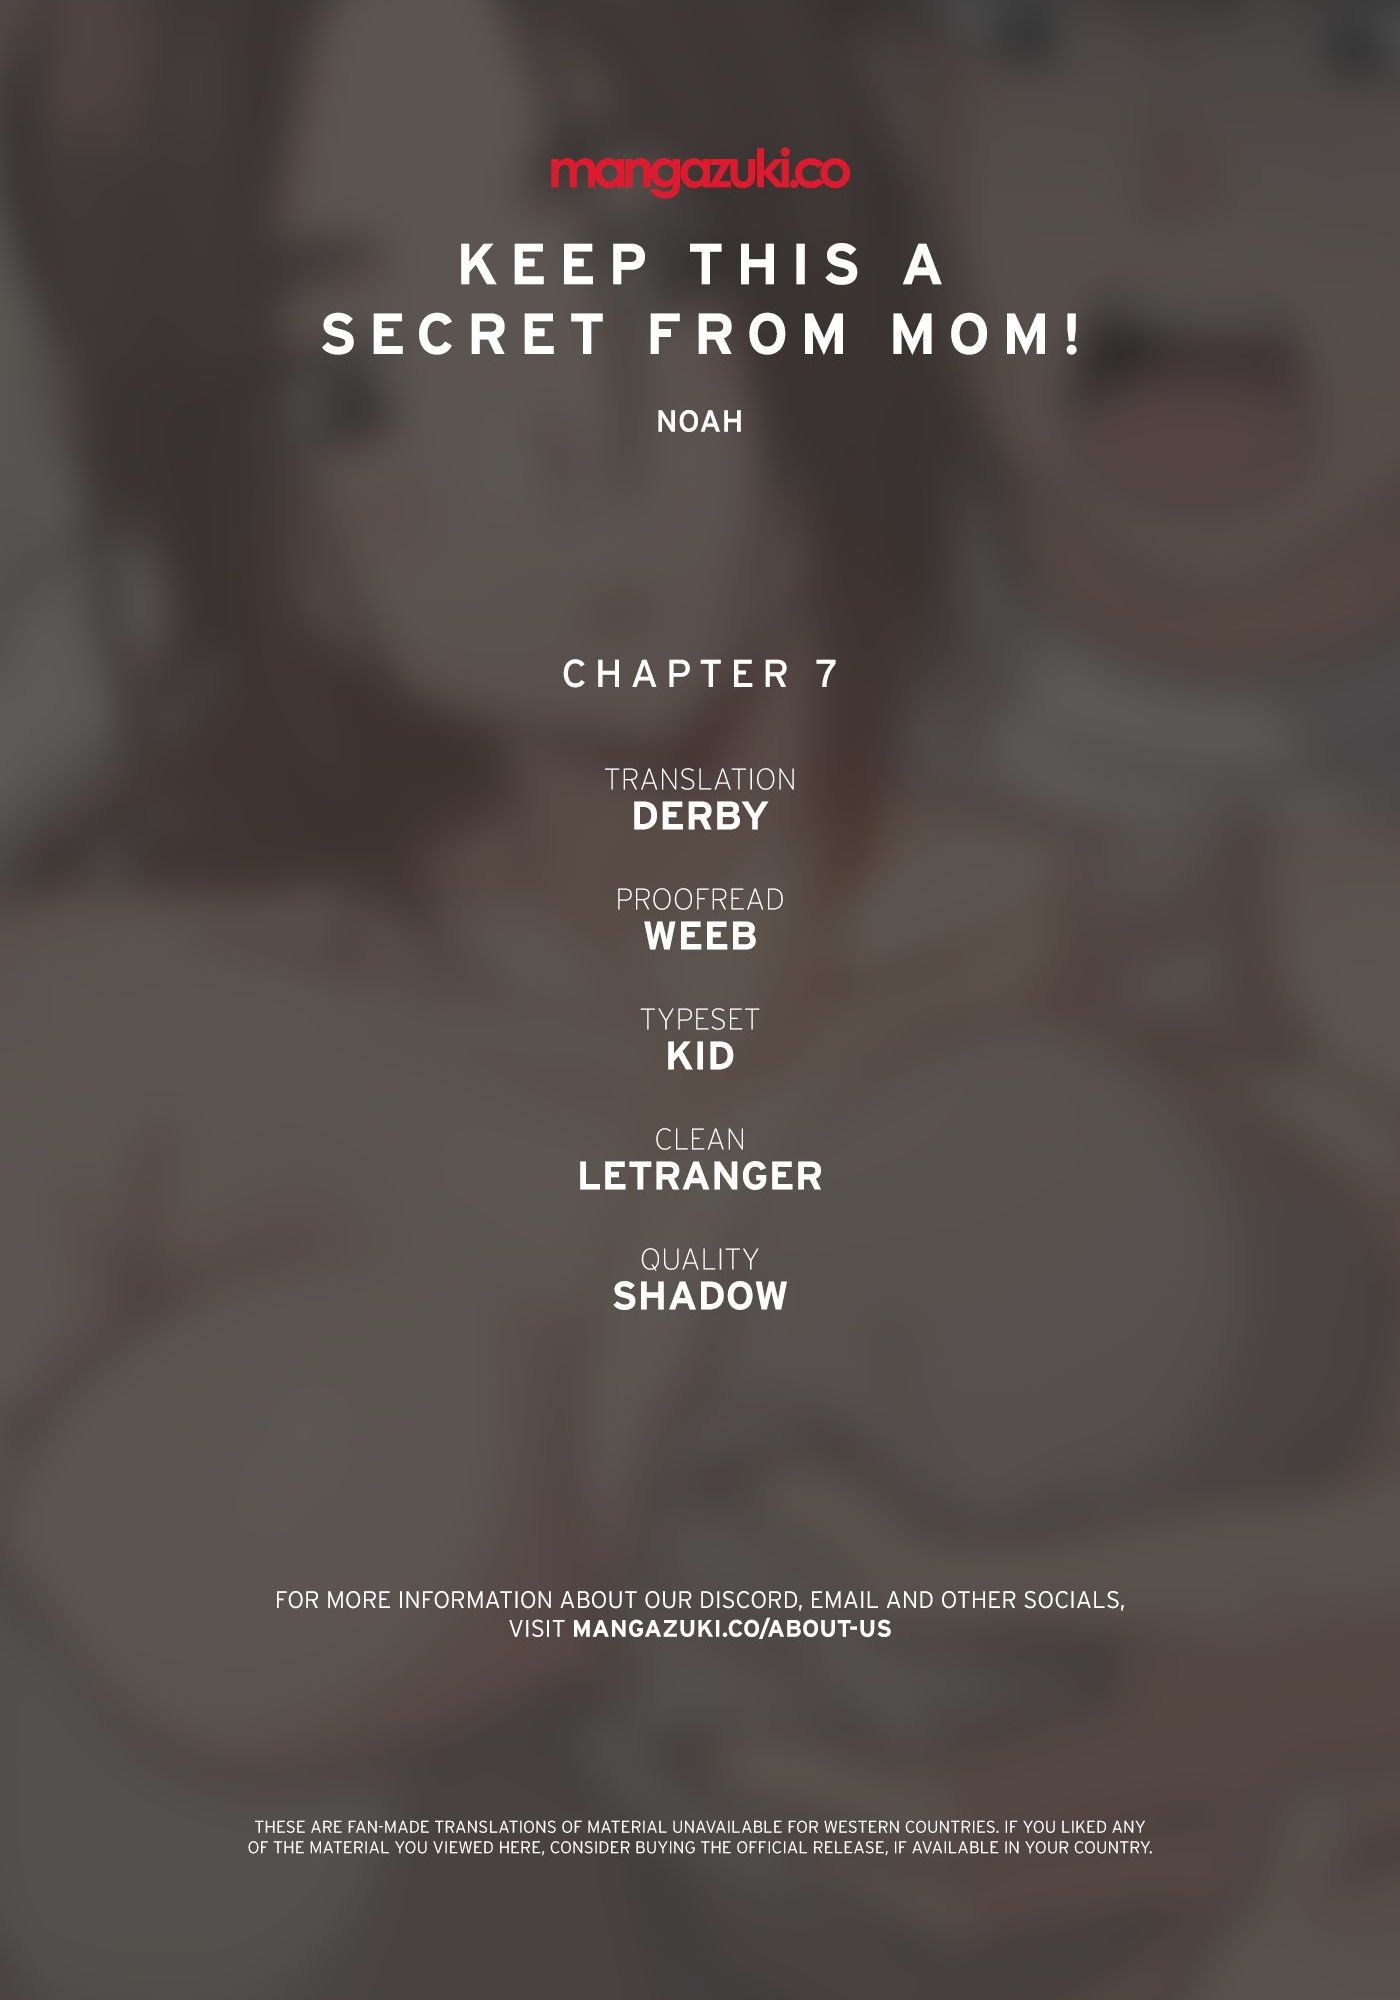 mangazuki.co
KEEP THIS A
SECRET FROM MOM!
NOAH
CHAPTER 7
TRANSLATION
DERBY
PROOFREAD
WEEB
TYPESET
KID
CLEAN
LETRANGER
QUALITY
SHADOW
FOR MORE INFORMATION ABOUT OUR DISCORD, EMAIL AND OTHER SOCIALS,
VISIT MANGAZUKI.CO/ABOUT-US
THESE ARE FAN-MADE TRANSLATIONS OF MATERIAL UNAVAILABLE FOR WESTERN COUNTRIES. IF YOU LIKED ANY
OF THE MATERIAL YOU VIEWED HERE, CONSIDER BUYING THE OFFICIAL RELEASE, IF AVAILABLE IN YOUR COUNTRY.